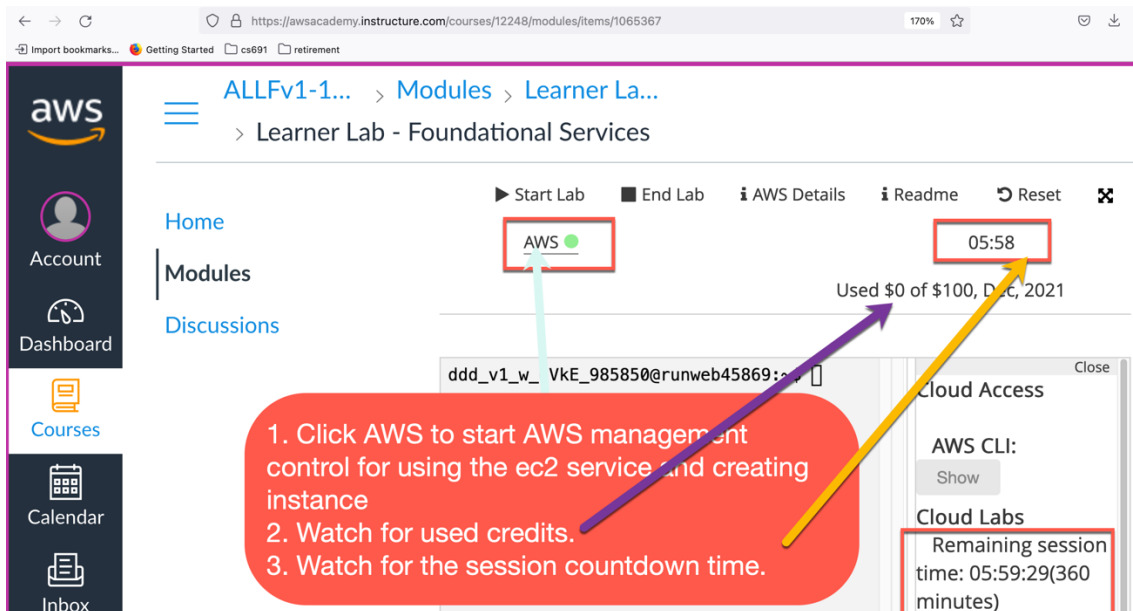 https://awsacademy.instructure.com/courses/12248/modules/items/1065367
170%
Import bookmarks...
Getting Started
cs691
retirement
aws
ALLFv1-1... > Modules > Learner La...
> Learner Lab - Foundational Services
Account
Dashboard
Courses
Calendar
Inbox
Home
Modules
Discussions
Start Lab
End Lab
AWS Details
Readme
Reset
AWS
05:58
Used $0 of $100, Dec, 2021
985850@runweb45869:
Close
Cloud Access
AWS CLI:
Show
Cloud Labs
Remaining session
time: 05:59:29(360
minutes)
1. Click AWS to start AWS management
control for using the ec2 service and creating
instance
2. Watch for used credits.
3. Watch for the session countdown time.